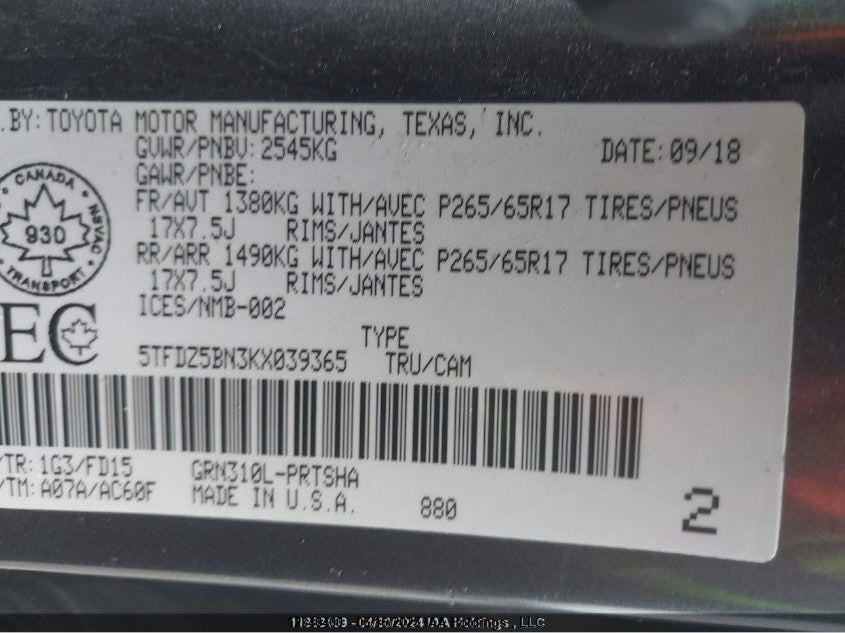 .BY: TOYOTA MOTOR MANUFACTURING, TEXAS, INC.
GVWR/PNBV: 2545KG DATE: 09/18
GAWR/PNBE:
FR/AVT 1380KG WITH/AVEC P265/65R17 TIRES/PNEUS
17X7.5J RIMS/JANTES
RR/ARR 1490KG WITH/AVEC P265/65R17 TIRES/PNEUS
17X7.5J RIMS/JANTES
ICES/NMB-002
CANADA
930
TRANSPORT
NSVAC
EC
TYPE
5TFDZ5BN3KX039365 TRU/CAM
/TR: 1G3/FD15 GRN310L-PRTSHA
/TM: A07A/AC60F MADE IN U.S.A. 880
2